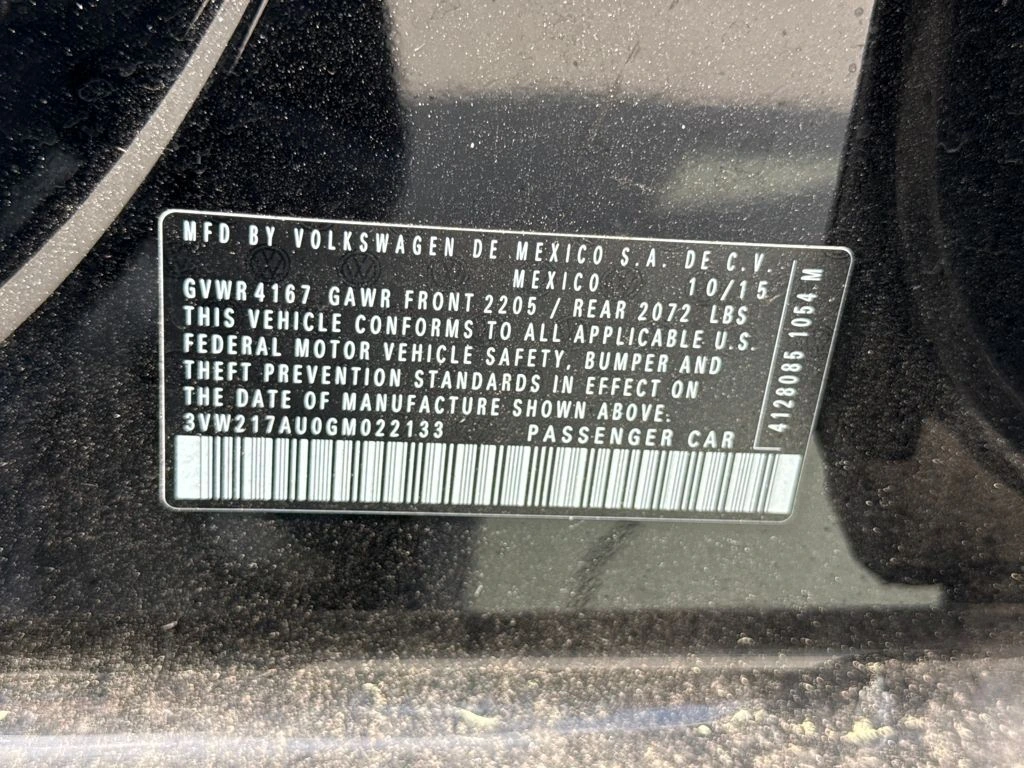 MFD BY VOLKSWAGEN DE MEXICO S.A. DE C.V.
MEXICO 10/15
GVWR 4167 GAWR FRONT 2205 / REAR 2072 LBS
THIS VEHICLE CONFORMS TO ALL APPLICABLE U.S.
FEDERAL MOTOR VEHICLE SAFETY, BUMPER AND
THEFT PREVENTION STANDARDS IN EFFECT ON
THE DATE OF MANUFACTURE SHOWN ABOVE.
3VW217AU0GM022133 PASSENGER CAR
4128085 1054 M